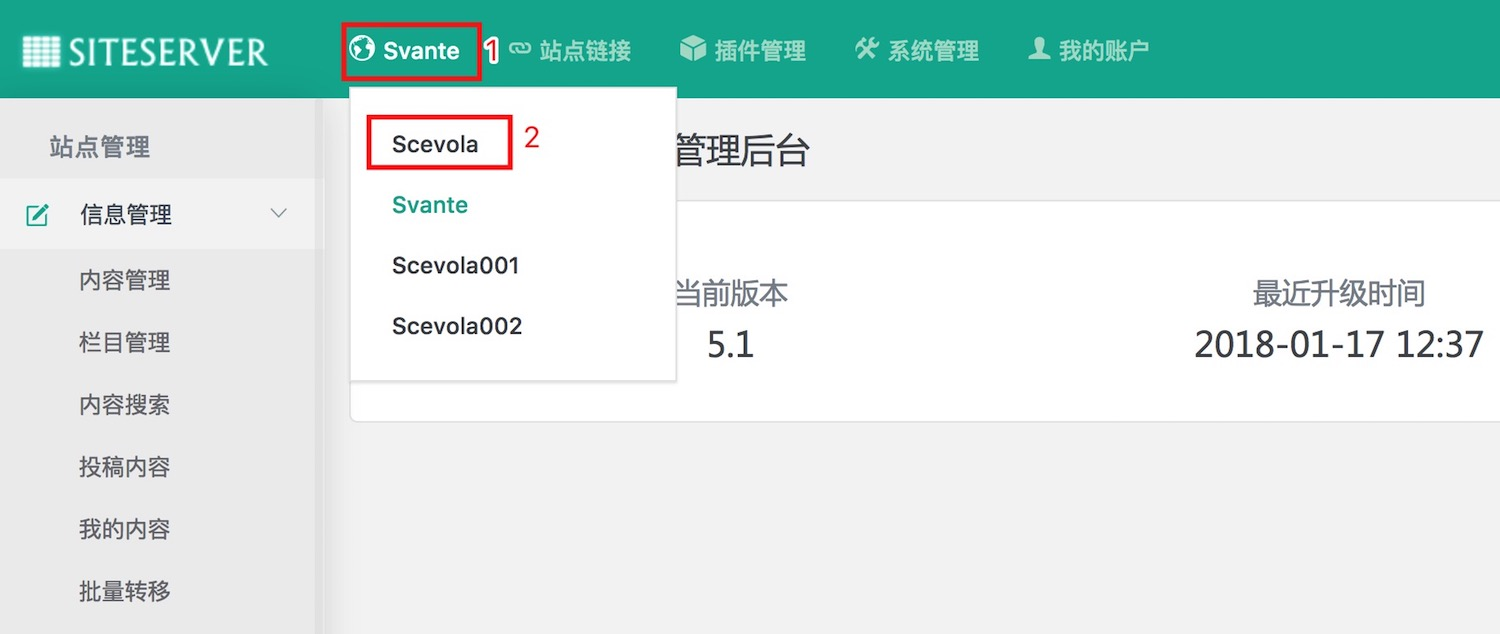 SITESERVER
Svante 1 站点链接 插件管理 系统管理 我的账户
站点管理
信息管理
内容管理
栏目管理
内容搜索
投稿内容
我的内容
批量转移
Scevola 2
Svante
Scevola001
Scevola002
管理后台
当前版本
5.1
最近升级时间
2018-01-17 12:37